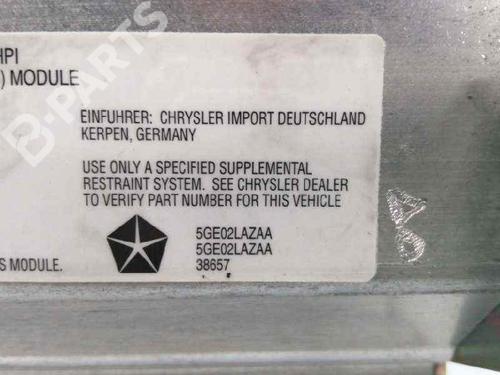 HPI
) MODULE
EINFUHRER: CHRYSLER IMPORT DEUTSCHLAND
KERPEN, GERMANY
USE ONLY A SPECIFIED SUPPLEMENTAL
RESTRAINT SYSTEM. SEE CHRYSLER DEALER
TO VERIFY PART NUMBER FOR THIS VEHICLE
5GE02LAZAA
5GE02LAZAA
S MODULE.
38657
B-PARTS